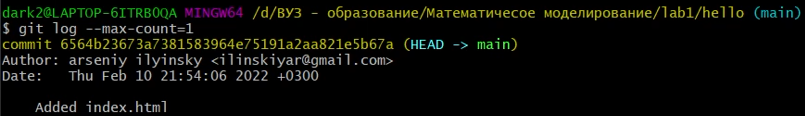 dark2@LAPTOP-6ITRB0QA MINGW64 /d/ВУЗ - образование/Математичесое моделирование/lab1/hello (main)
$ git log --max-count=1
commit 6564b23673a7381583964e75191a2aa821e5b67a (HEAD -> main)
Author: arseniy ilyinsky <ilinskiyar@gmail.com>
Date:   Thu Feb 10 21:54:06 2022 +0300
    Added index.html